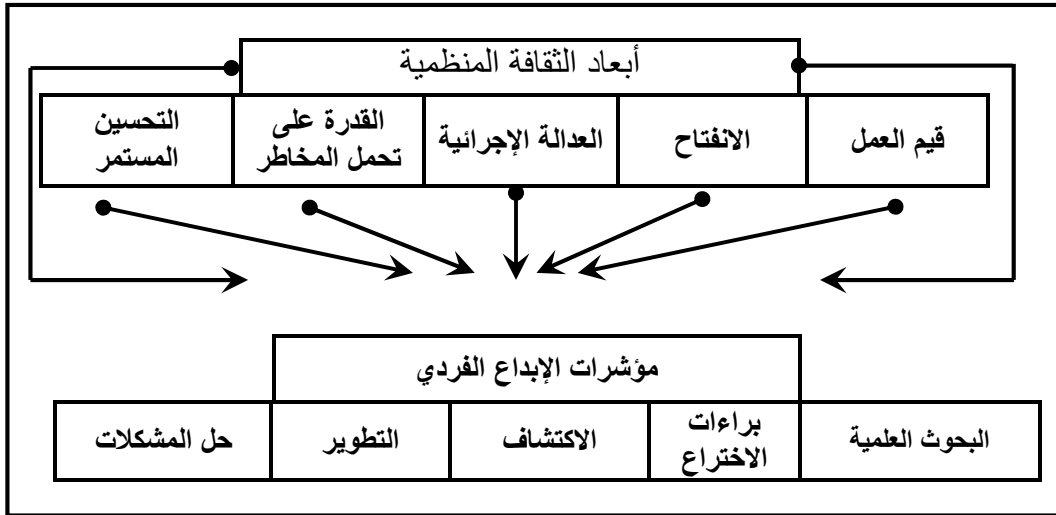 أبعاد الثقافة المنظمية
قيم العمل
الانفتاح
العدالة الإجرائية
القدرة على
تحمل المخاطر
التحسين
المستمر
مؤشرات الإبداع الفردي
البحوث العلمية
براءات
الاختراع
الاكتشاف
التطوير
حل المشكلات